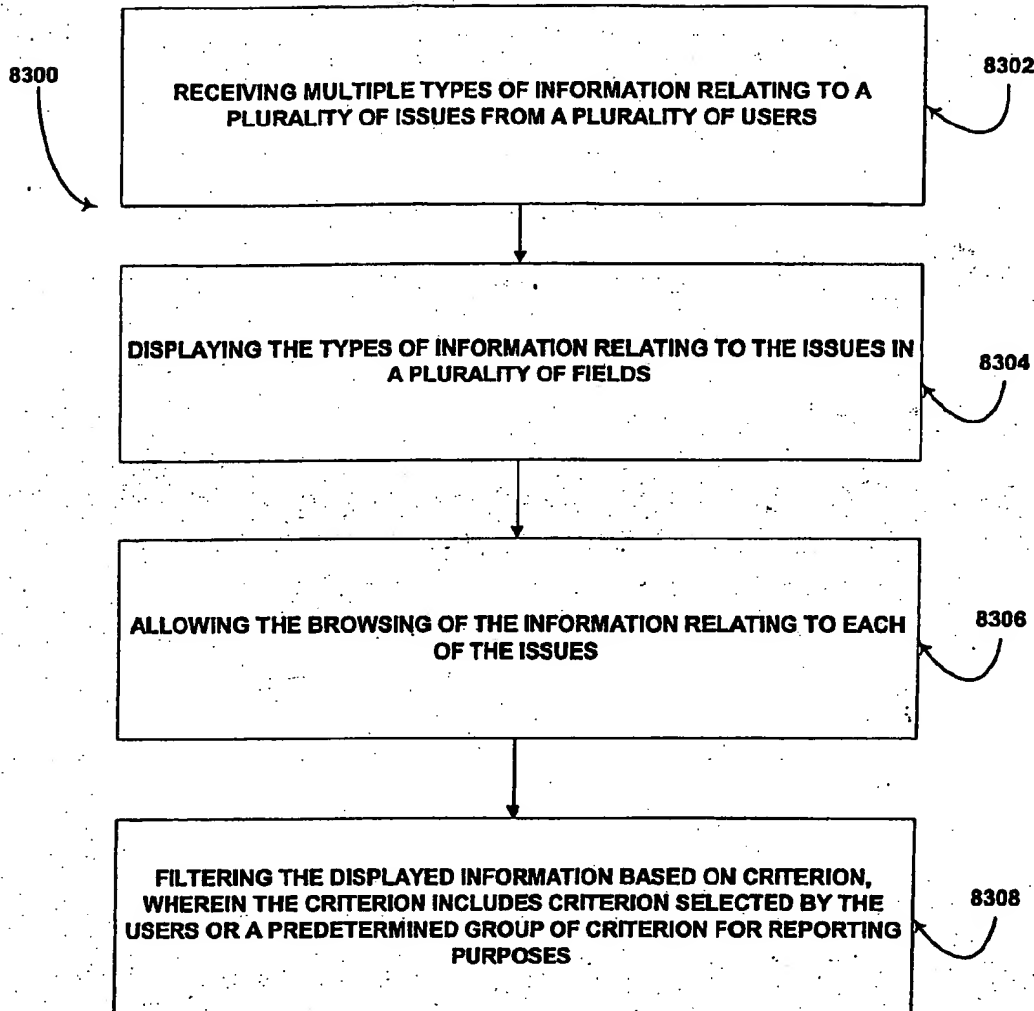 8300
8302
RECEIVING MULTIPLE TYPES OF INFORMATION RELATING TO A
PLURALITY OF ISSUES FROM A PLURALITY OF USERS
DISPLAYING THE TYPES OF INFORMATION RELATING TO THE ISSUES IN
A PLURALITY OF FIELDS
8304
ALLOWING THE BROWSING OF THE INFORMATION RELATING TO EACH
OF THE ISSUES
8306
FILTERING THE DISPLAYED INFORMATION BASED ON CRITERION,
WHEREIN THE CRITERION INCLUDES CRITERION SELECTED BY THE
USERS OR A PREDETERMINED GROUP OF CRITERION FOR REPORTING
PURPOSES
8308